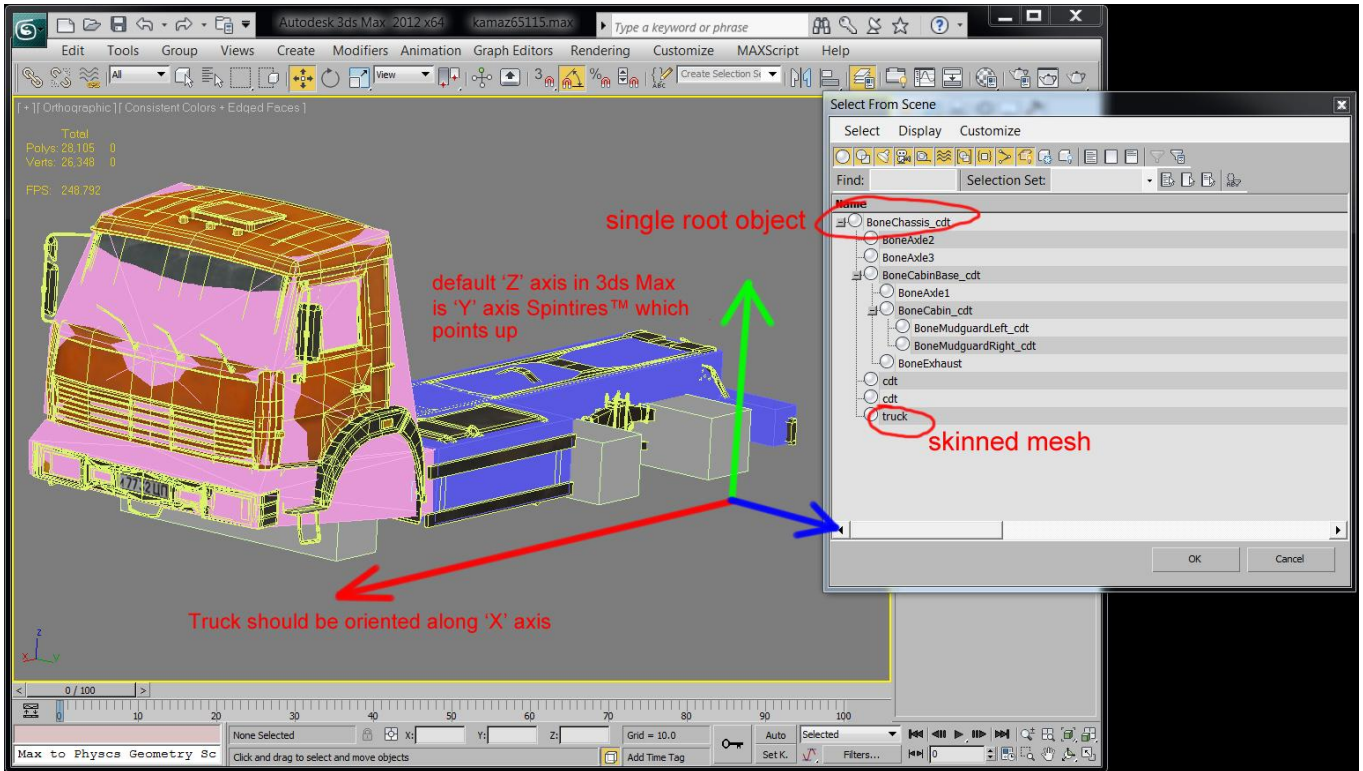 Autodesk 3ds Max 2012 x64 kamaz65115.max Type a keyword or phrase
Edit Tools Group Views Create Modifiers Animation Graph Editors Rendering Customize MAXScript Help
All View 3 Create Selection Se
[ + ] [ Orthographic ] [ Consistent Colors + Edged Faces ]
Total
Polys: 28,105 0
Verts: 26,348 0
FPS: 248.792
single root object
default ‘Z’ axis in 3ds Max
is ‘Y’ axis Spintires™ which
points up
Truck should be oriented along ‘X’ axis
z
x y
Select From Scene
Select Display Customize
Find: Selection Set:
Name
BoneChassis_cdt
BoneAxle2
BoneAxle3
BoneCabinBase_cdt
BoneAxle1
BoneCabin_cdt
BoneMudguardLeft_cdt
BoneMudguardRight_cdt
BoneExhaust
cdt
cdt
truck
skinned mesh
OK Cancel
< 0 / 100 >
0 10 20 30 40 50 60 70 80 90 100
None Selected X: Y: Z: Grid = 10.0 Auto Selected
Max to Physcs Geometry Sc Click and drag to select and move objects Add Time Tag Set K. Filters... 0